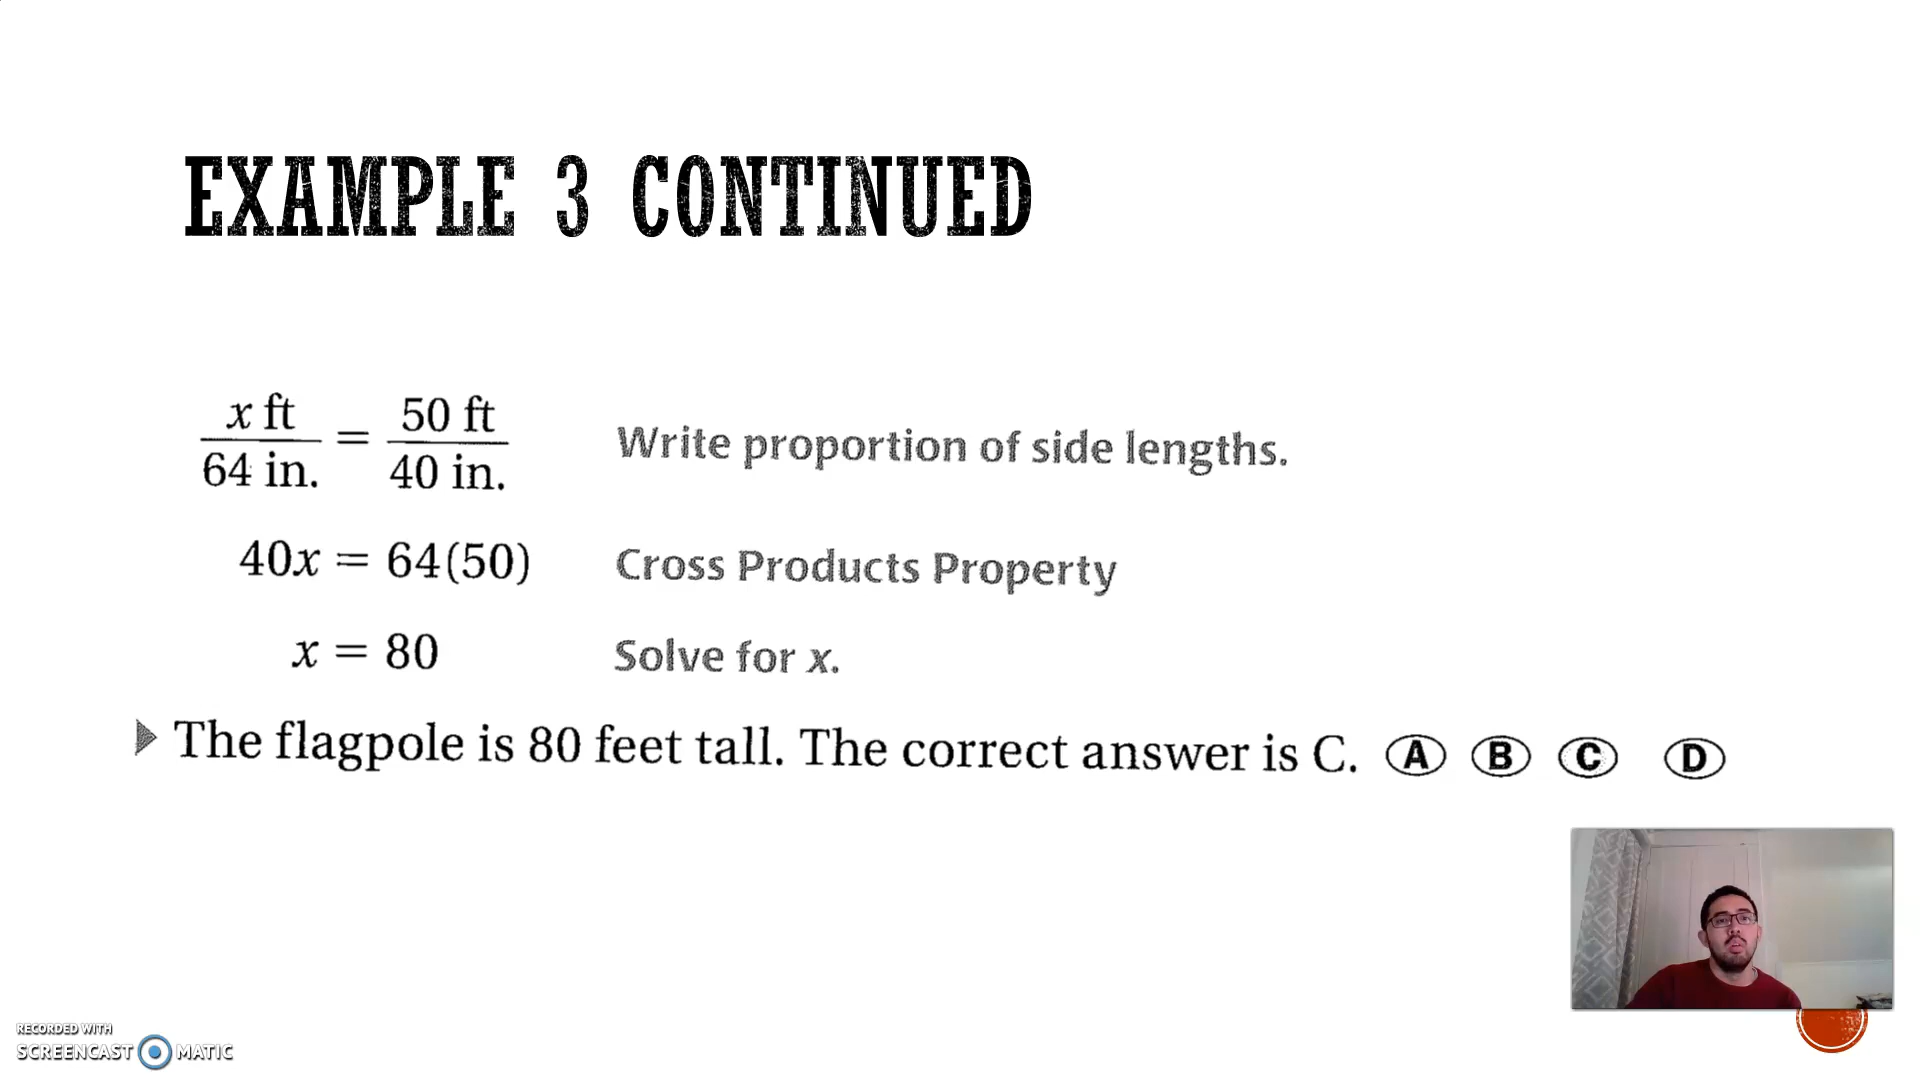 EXAMPLE 3 CONTINUED
x ft / 64 in. = 50 ft / 40 in. Write proportion of side lengths.
40x = 64(50) Cross Products Property
x = 80 Solve for x.
The flagpole is 80 feet tall. The correct answer is C. A B C D
RECORDED WITH
SCREENCAST MATIC